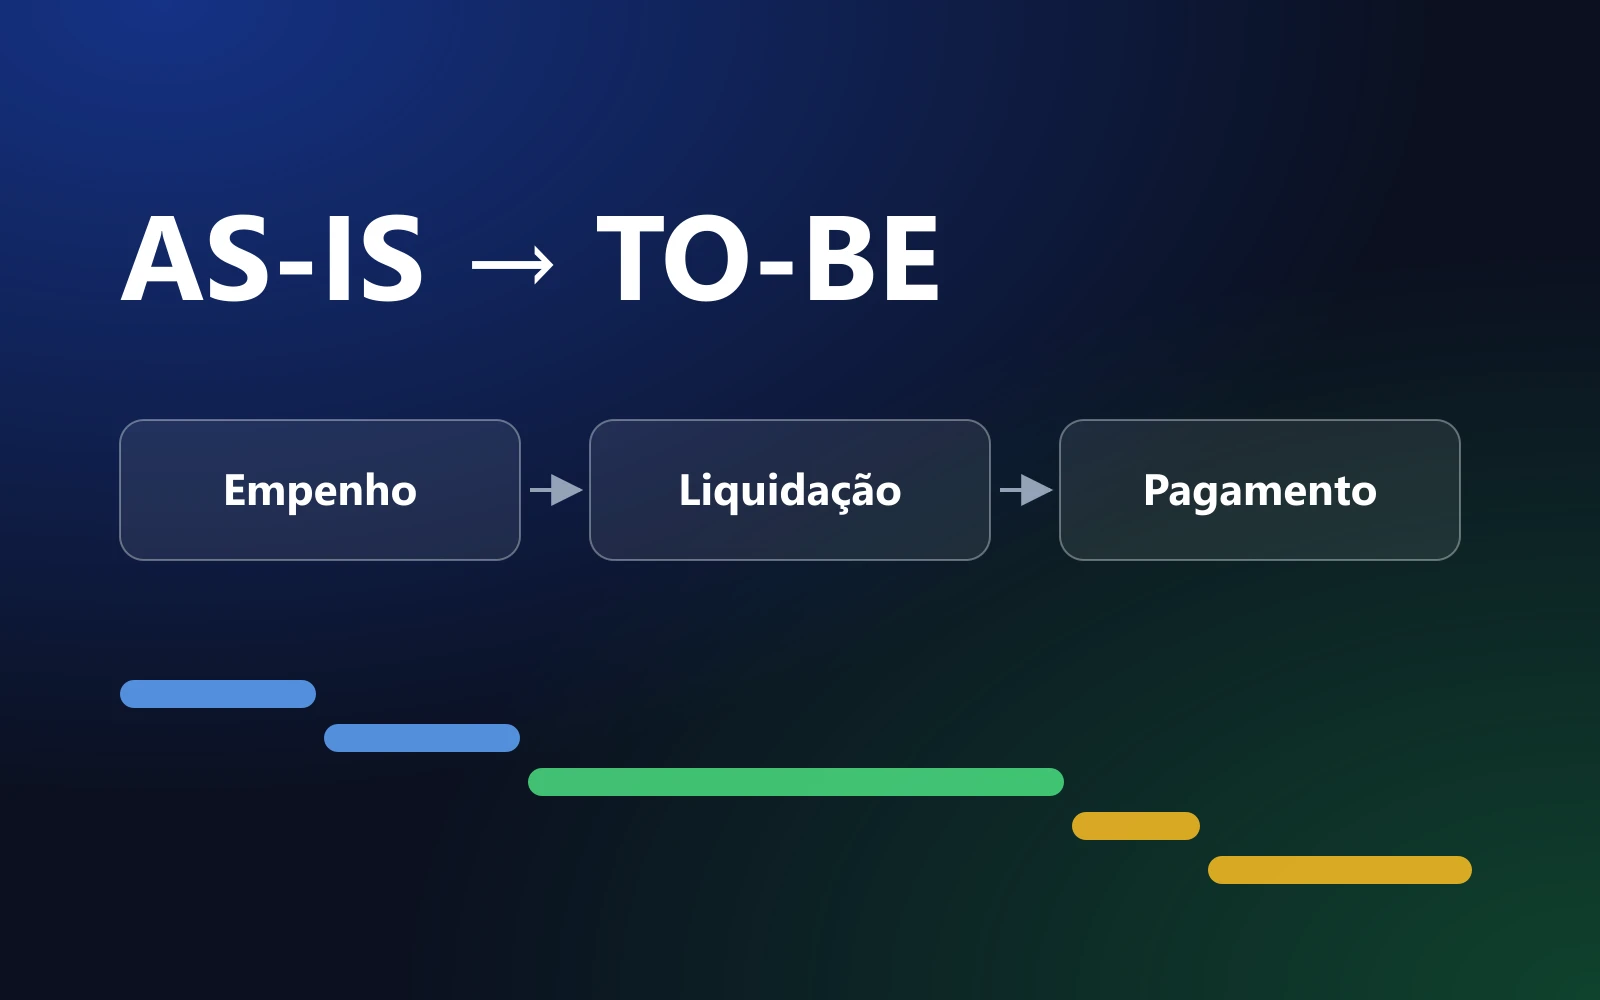 AS-IS → TO-BE
Empenho
Liquidação
Pagamento